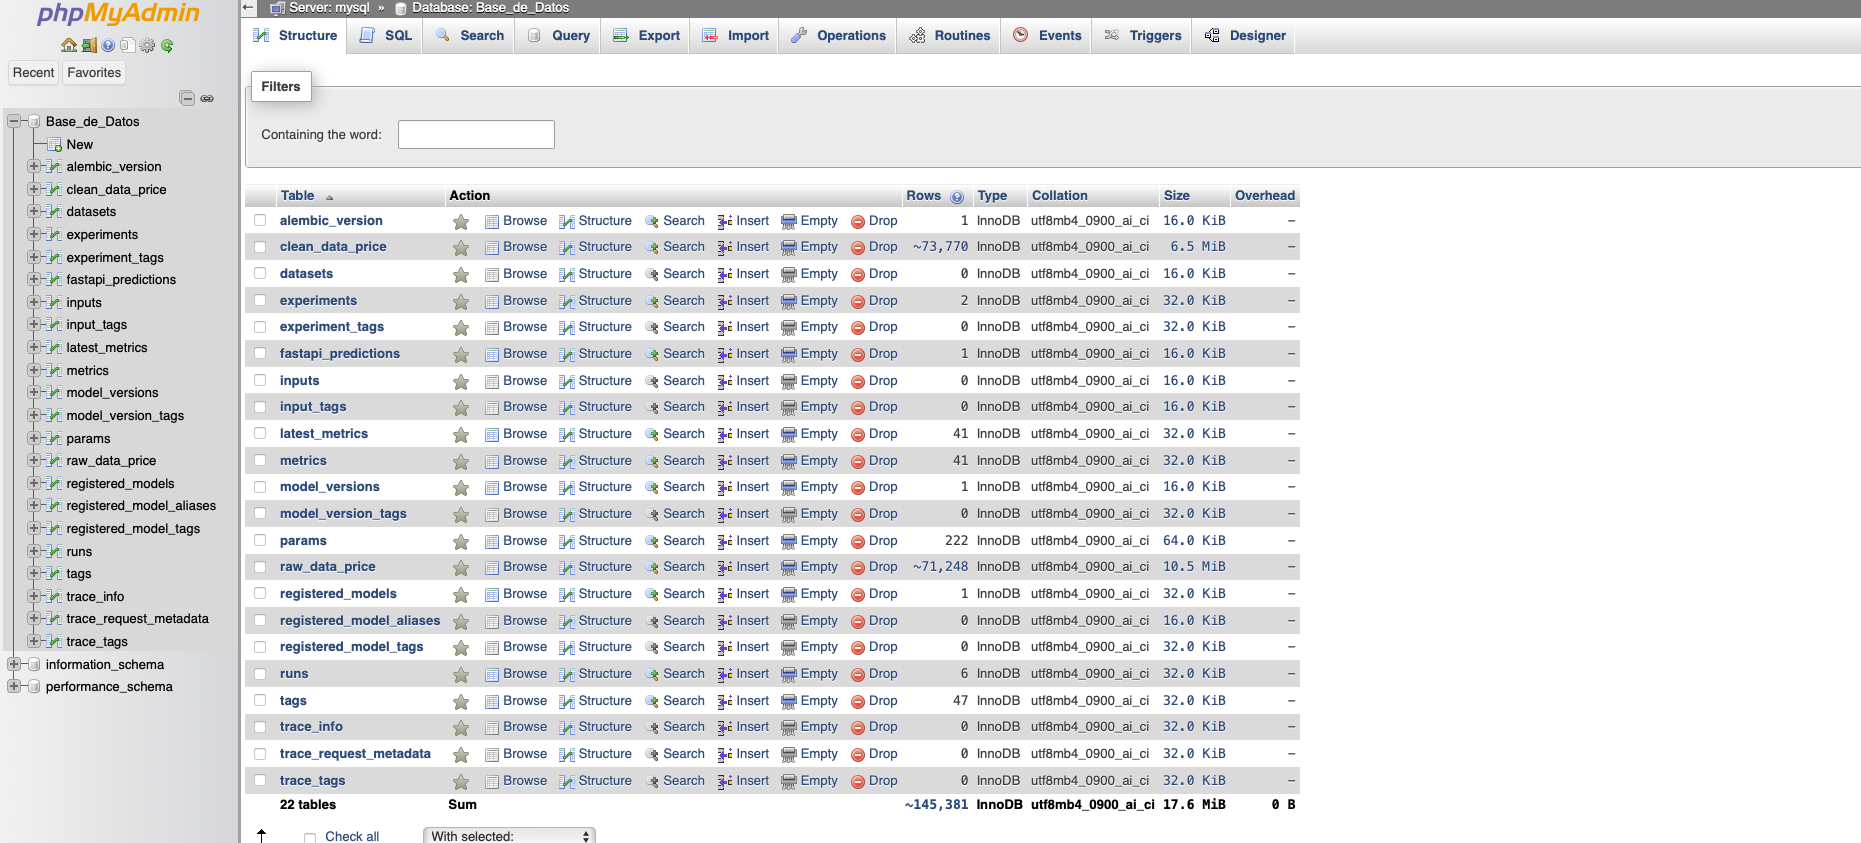 phpMyAdmin
Recent Favorites
Base_de_Datos
New
alembic_version
clean_data_price
datasets
experiments
experiment_tags
fastapi_predictions
inputs
input_tags
latest_metrics
metrics
model_versions
model_version_tags
params
raw_data_price
registered_models
registered_model_aliases
registered_model_tags
runs
tags
trace_info
trace_request_metadata
trace_tags
information_schema
performance_schema
Server: mysql » Database: Base_de_Datos
Structure SQL Search Query Export Import Operations Routines Events Triggers Designer
Filters
Containing the word:
Table Action Rows Type Collation Size Overhead
alembic_version Browse Structure Search Insert Empty Drop 1 InnoDB utf8mb4_0900_ai_ci 16.0 KiB –
clean_data_price Browse Structure Search Insert Empty Drop ~73,770 InnoDB utf8mb4_0900_ai_ci 6.5 MiB –
datasets Browse Structure Search Insert Empty Drop 0 InnoDB utf8mb4_0900_ai_ci 16.0 KiB –
experiments Browse Structure Search Insert Empty Drop 2 InnoDB utf8mb4_0900_ai_ci 32.0 KiB –
experiment_tags Browse Structure Search Insert Empty Drop 0 InnoDB utf8mb4_0900_ai_ci 32.0 KiB –
fastapi_predictions Browse Structure Search Insert Empty Drop 1 InnoDB utf8mb4_0900_ai_ci 16.0 KiB –
inputs Browse Structure Search Insert Empty Drop 0 InnoDB utf8mb4_0900_ai_ci 16.0 KiB –
input_tags Browse Structure Search Insert Empty Drop 0 InnoDB utf8mb4_0900_ai_ci 16.0 KiB –
latest_metrics Browse Structure Search Insert Empty Drop 41 InnoDB utf8mb4_0900_ai_ci 32.0 KiB –
metrics Browse Structure Search Insert Empty Drop 41 InnoDB utf8mb4_0900_ai_ci 32.0 KiB –
model_versions Browse Structure Search Insert Empty Drop 1 InnoDB utf8mb4_0900_ai_ci 16.0 KiB –
model_version_tags Browse Structure Search Insert Empty Drop 0 InnoDB utf8mb4_0900_ai_ci 32.0 KiB –
params Browse Structure Search Insert Empty Drop 222 InnoDB utf8mb4_0900_ai_ci 64.0 KiB –
raw_data_price Browse Structure Search Insert Empty Drop ~71,248 InnoDB utf8mb4_0900_ai_ci 10.5 MiB –
registered_models Browse Structure Search Insert Empty Drop 1 InnoDB utf8mb4_0900_ai_ci 32.0 KiB –
registered_model_aliases Browse Structure Search Insert Empty Drop 0 InnoDB utf8mb4_0900_ai_ci 16.0 KiB –
registered_model_tags Browse Structure Search Insert Empty Drop 0 InnoDB utf8mb4_0900_ai_ci 32.0 KiB –
runs Browse Structure Search Insert Empty Drop 6 InnoDB utf8mb4_0900_ai_ci 32.0 KiB –
tags Browse Structure Search Insert Empty Drop 47 InnoDB utf8mb4_0900_ai_ci 32.0 KiB –
trace_info Browse Structure Search Insert Empty Drop 0 InnoDB utf8mb4_0900_ai_ci 32.0 KiB –
trace_request_metadata Browse Structure Search Insert Empty Drop 0 InnoDB utf8mb4_0900_ai_ci 32.0 KiB –
trace_tags Browse Structure Search Insert Empty Drop 0 InnoDB utf8mb4_0900_ai_ci 32.0 KiB –
22 tables Sum ~145,381 InnoDB utf8mb4_0900_ai_ci 17.6 MiB 0 B
Check all With selected: